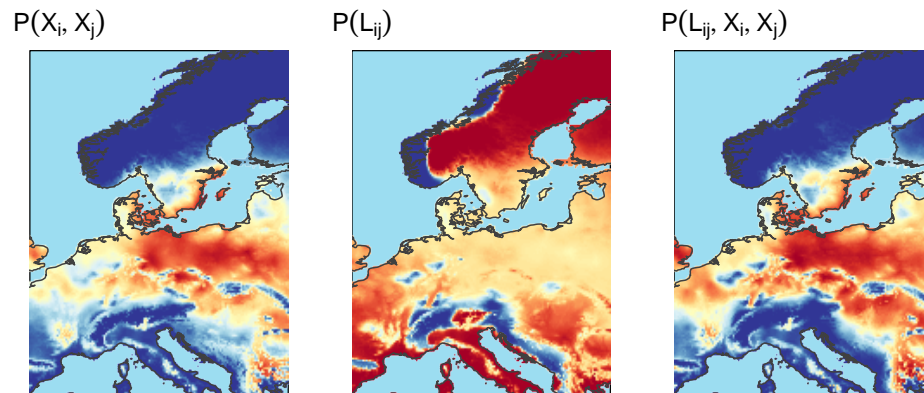 P(Xᵢ, Xⱼ)
P(Lᵢⱼ)
P(Lᵢⱼ, Xᵢ, Xⱼ)